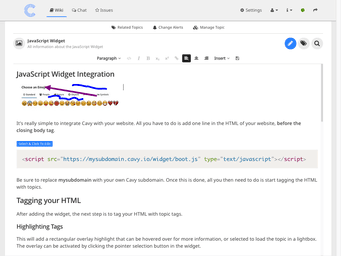 Wiki
Chat
Issues
Settings
Related Topics
Change Alerts
Manage Topic
JavaScript Widget
All information about the JavaScript Widget
Paragraph
Insert
JavaScript Widget Integration
It's really simple to integrate Cavy with your website. All you have to do is add one line in the HTML of your website, before the
closing body tag.
<script src="https://mysubdomain.cavy.io/widget/boot.js" type="text/javascript"></script>
Be sure to replace mysubdomain with your own Cavy subdomain. Once this is done, all you then need to do is start tagging the HTML
with topics.
Tagging your HTML
After adding the widget, the next step is to tag your HTML with topic tags.
Highlighting Tags
This will add a rectangular overlay highlight that can be hovered over for more information, or selected to load the topic in a lightbox.
The overlay can be activated by clicking the pointer selection button in the widget.